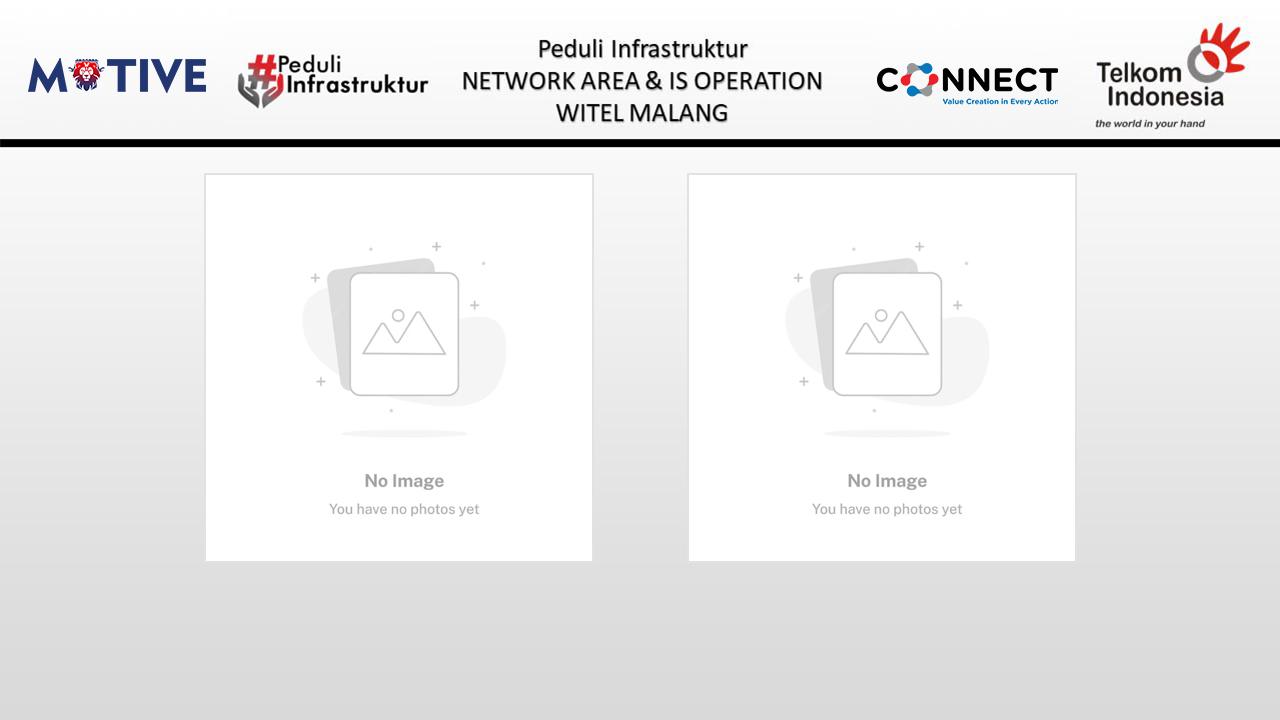 MOTIVE
#Peduli
Infrastruktur
Peduli Infrastruktur
NETWORK AREA & IS OPERATION
WITEL MALANG
CONNECT
Value Creation in Every Action
Telkom
Indonesia
the world in your hand
No Image
You have no photos yet
No Image
You have no photos yet